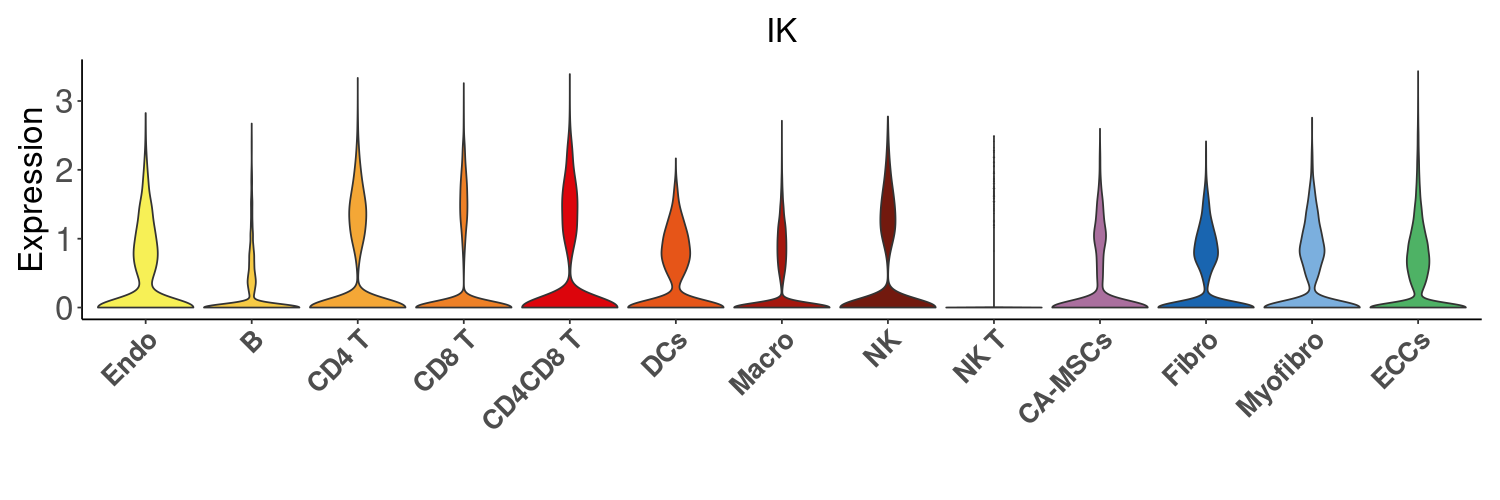 IK
Expression
3
2
1
0
Endo
B
CD4 T
CD8 T
CD4CD8 T
DCs
Macro
NK
NK T
CA-MSCs
Fibro
Myofibro
ECCs